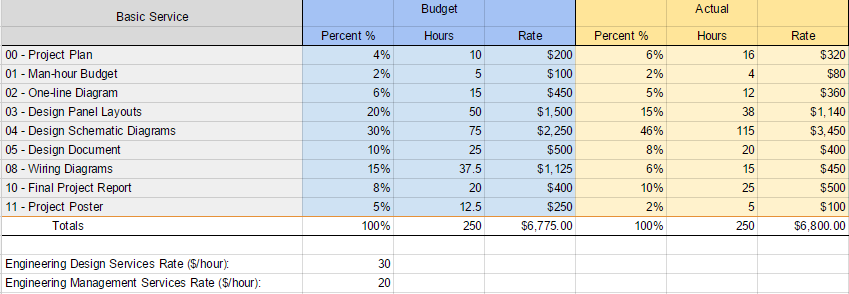 Basic Service Budget Actual
Percent % Hours Rate Percent % Hours Rate
00 - Project Plan 4% 10 $200 6% 16 $320
01 - Man-hour Budget 2% 5 $100 2% 4 $80
02 - One-line Diagram 6% 15 $450 5% 12 $360
03 - Design Panel Layouts 20% 50 $1,500 15% 38 $1,140
04 - Design Schematic Diagrams 30% 75 $2,250 46% 115 $3,450
05 - Design Document 10% 25 $500 8% 20 $400
08 - Wiring Diagrams 15% 37.5 $1,125 6% 15 $450
10 - Final Project Report 8% 20 $400 10% 25 $500
11 - Project Poster 5% 12.5 $250 2% 5 $100
Totals 100% 250 $6,775.00 100% 250 $6,800.00
Engineering Design Services Rate ($/hour): 30
Engineering Management Services Rate ($/hour): 20